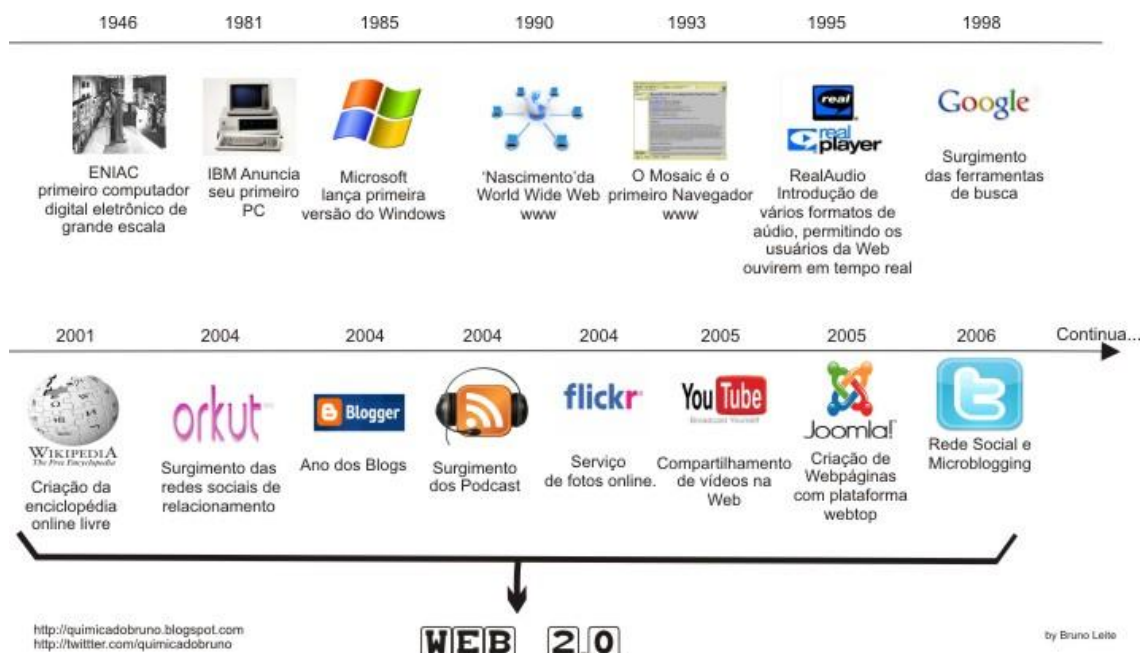 1946 1981 1985 1990 1993 1995 1998
ENIAC
primeiro computador
digital eletrônico de
grande escala
IBM Anuncia
seu primeiro
PC
Microsoft
lança primeira
versão do Windows
'Nascimento'da
World Wide Web
www
O Mosaic é o
primeiro Navegador
www
real
real
player
RealAudio
Introdução de
vários formatos de
aúdio, permitindo os
usuários da Web
ouvirem em tempo real
Google
Surgimento
das ferramentas
de busca
2001 2004 2004 2004 2004 2005 2005 2006 Continua...
WIKIPEDIA
The Free Encyclopedia
Criação da
enciclopédia
online livre
orkut
Surgimento das
redes sociais de
relacionamento
Blogger
Ano dos Blogs
Surgimento
dos Podcast
flickr
Serviço
de fotos online.
YouTube
Broadcast Yourself
Compartilhamento
de vídeos na
Web
Joomla!
Criação de
Webpáginas
com plataforma
webtop
Rede Social e
Microblogging
http://quimicadobruno.blogspot.com
http://twittter.com/quimicadobruno
WEB 2.0
by Bruno Leite